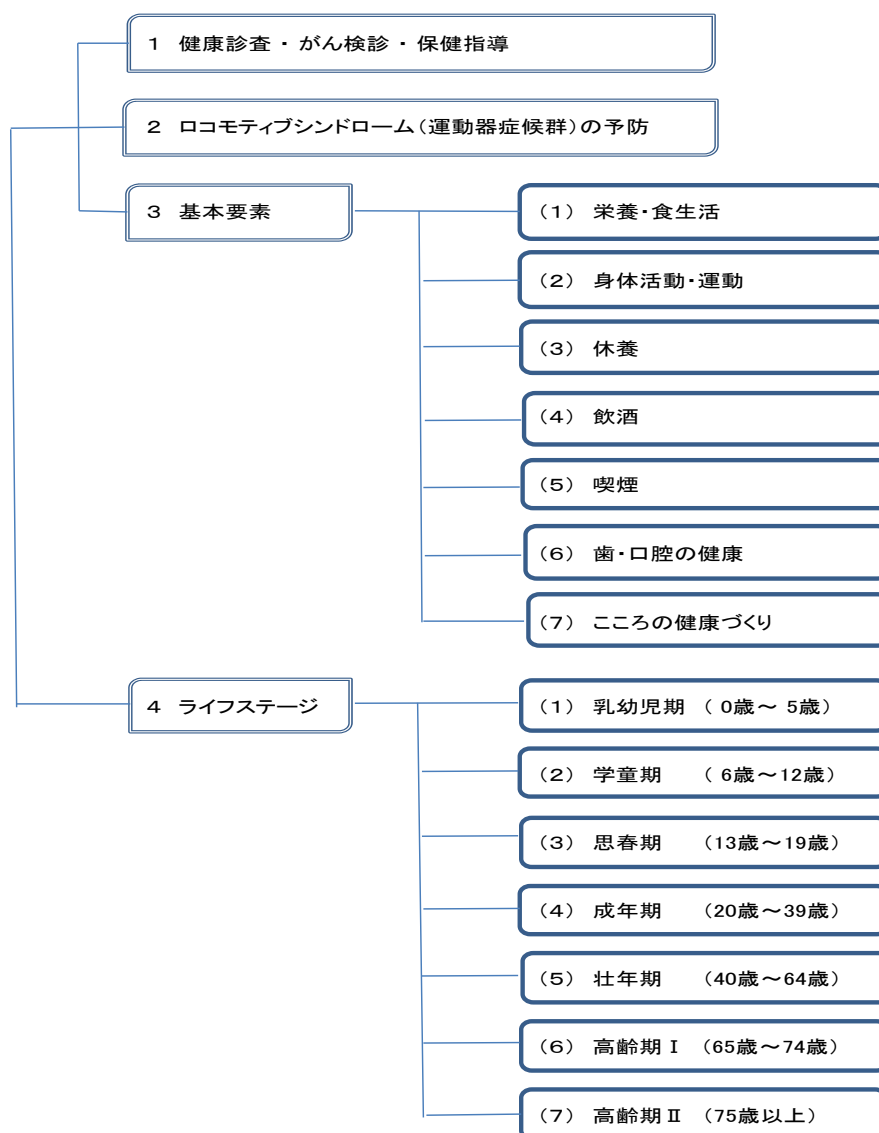 1 健康診査・がん検診・保健指導
2 ロコモティブシンドローム(運動器症候群)の予防
3 基本要素
(1) 栄養・食生活
(2) 身体活動・運動
(3) 休養
(4) 飲酒
(5) 喫煙
(6) 歯・口腔の健康
(7) こころの健康づくり
4 ライフステージ
(1) 乳幼児期 ( 0歳~ 5歳)
(2) 学童期 ( 6歳~12歳)
(3) 思春期 (13歳~19歳)
(4) 成年期 (20歳~39歳)
(5) 壮年期 (40歳~64歳)
(6) 高齢期Ⅰ (65歳~74歳)
(7) 高齢期Ⅱ (75歳以上)